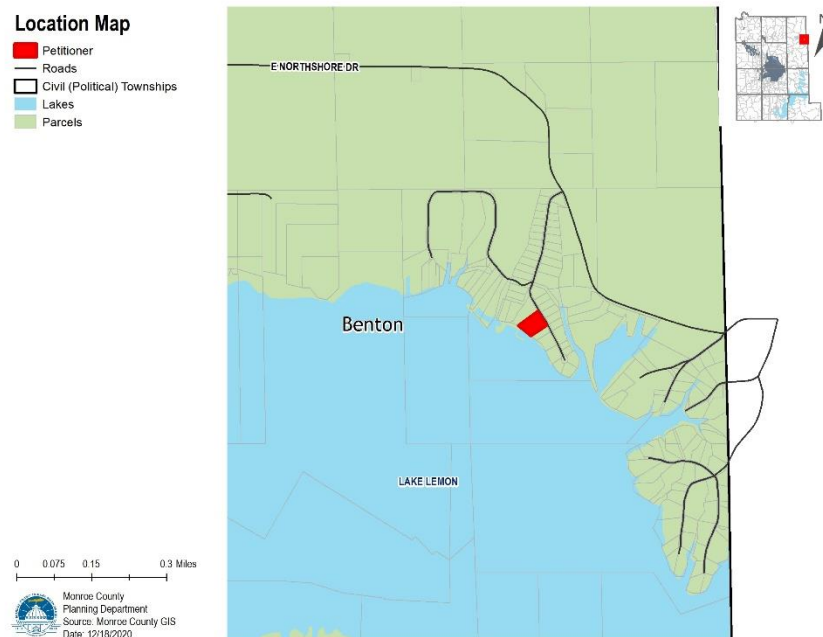 Location Map
Petitioner
Roads
Civil (Political) Townships
Lakes
Parcels
E NORTHSHORE DR
Benton
LAKE LEMON
0 0.075 0.15 0.3 Miles
Monroe County
Planning Department
Source: Monroe County GIS
Date: 12/18/2020